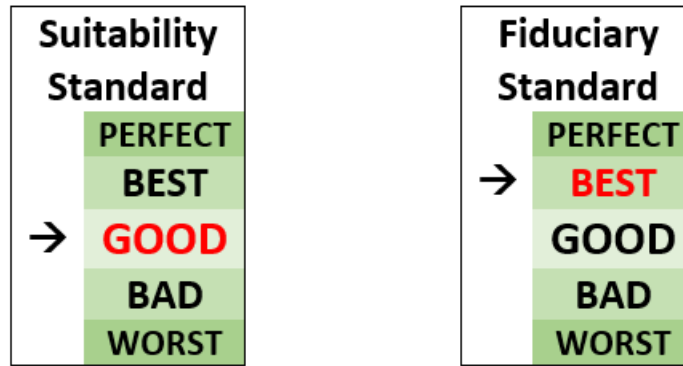 Suitability
Standard
PERFECT
BEST
→ GOOD
BAD
WORST
Fiduciary
Standard
PERFECT
→ BEST
GOOD
BAD
WORST